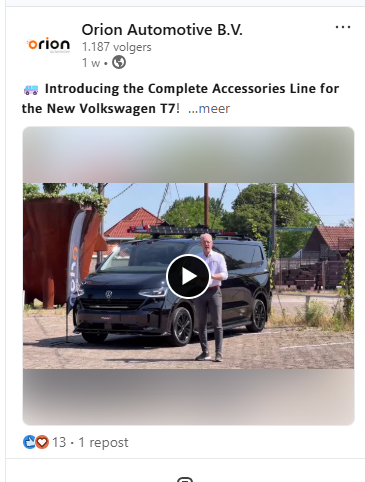 orion
Orion Automotive B.V.
1.187 volgers
1 w •
Introducing the Complete Accessories Line for
the New Volkswagen T7! ...meer
13 • 1 repost